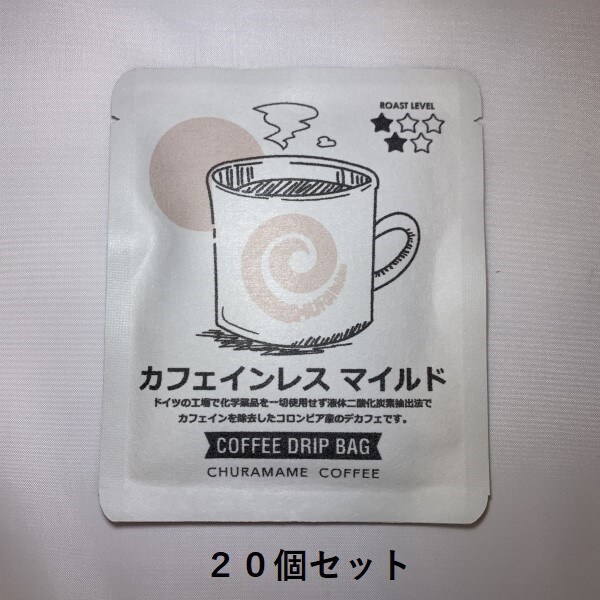 ROAST LEVEL
カフェインレス マイルド
ドイツの工場で化学薬品を一切使用せず液体二酸化炭素抽出法で
カフェインを除去したコロンビア産のデカフェです。
COFFEE DRIP BAG
CHURAMAME COFFEE
２０個セット